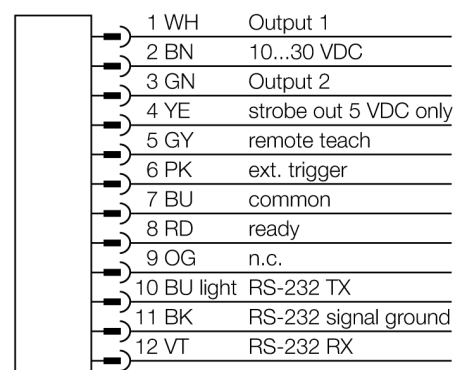 1 WH Output 1
2 BN 10...30 VDC
3 GN Output 2
4 YE strobe out 5 VDC only
5 GY remote teach
6 PK ext. trigger
7 BU common
8 RD ready
9 OG n.c.
10 BU light RS-232 TX
11 BK RS-232 signal ground
12 VT RS-232 RX